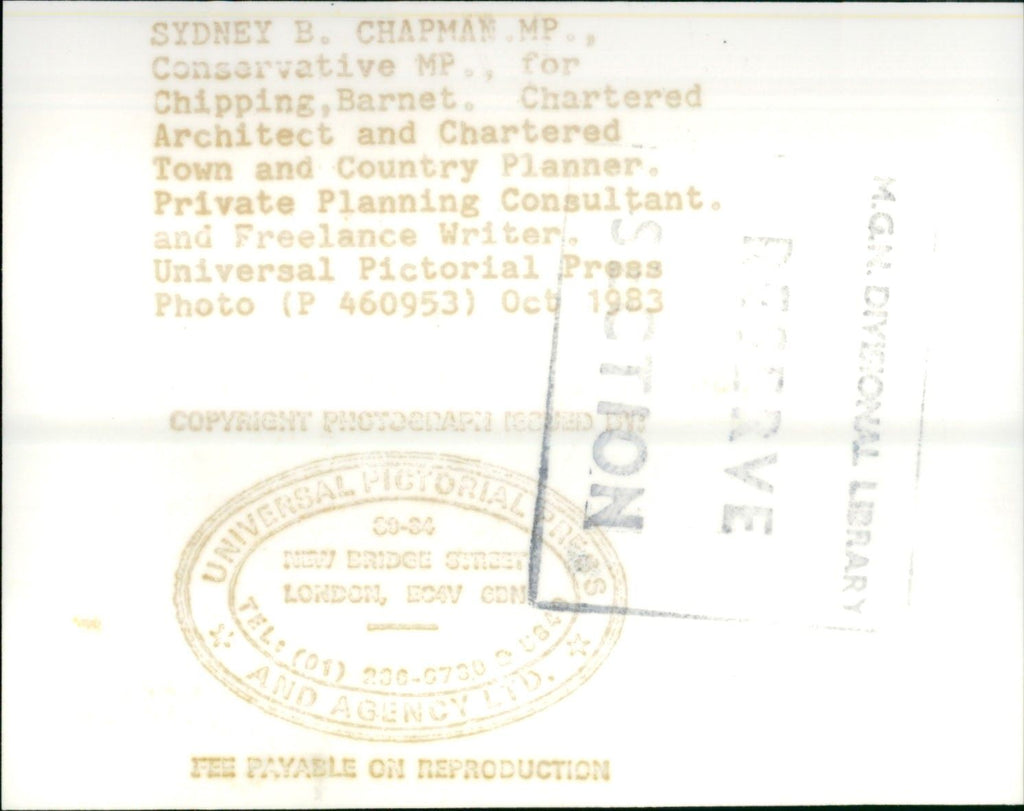 SYDNEY B. CHAPMAN.MP.,
Conservative MP., for
Chipping,Barnet. Chartered
Architect and Chartered
Town and Country Planner.
Private Planning Consultant.
and Freelance Writer.
Universal Pictorial Press
Photo (P 460953) Oct 1983
COPYRIGHT PHOTOGRAPH ISSUED BY
UNIVERSAL PICTORIAL PRESS
NEW BRIDGE STREET
LONDON, EC4V
TEL: (01)
AND AGENCY LTD.
FEE PAYABLE ON REPRODUCTION
M.G.N. DIVISIONAL LIBRARY
RESERVE
SECTION